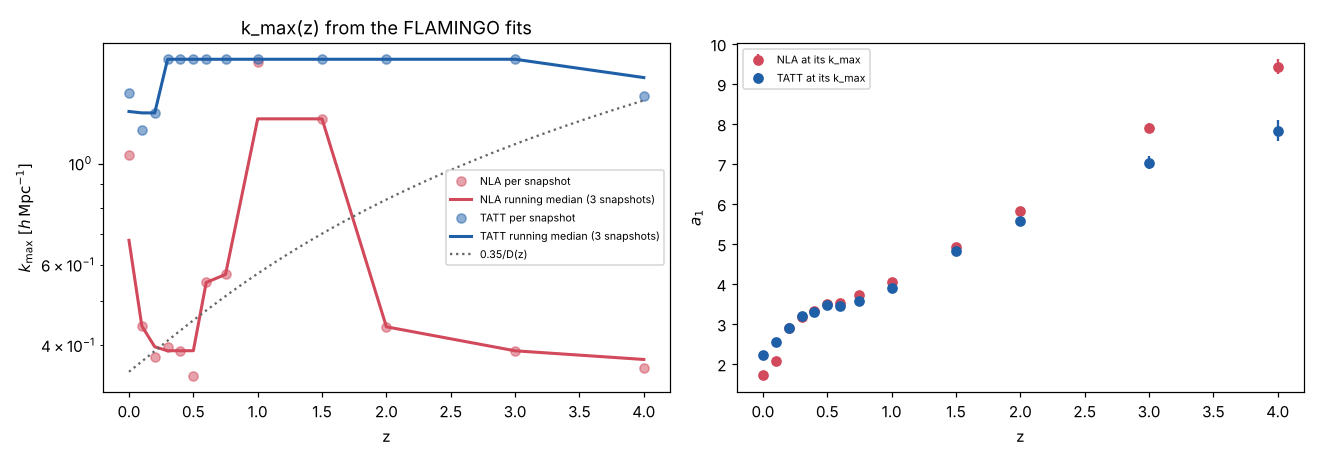 k_max(z) from the FLAMINGO fits
k_max [h Mpc⁻¹]
10⁰
6 × 10⁻¹
4 × 10⁻¹
NLA per snapshot
NLA running median (3 snapshots)
TATT per snapshot
TATT running median (3 snapshots)
0.35/D(z)
0.0 0.5 1.0 1.5 2.0 2.5 3.0 3.5 4.0
z
NLA at its k_max
TATT at its k_max
a₁
10
9
8
7
6
5
4
3
2
0.0 0.5 1.0 1.5 2.0 2.5 3.0 3.5 4.0
z